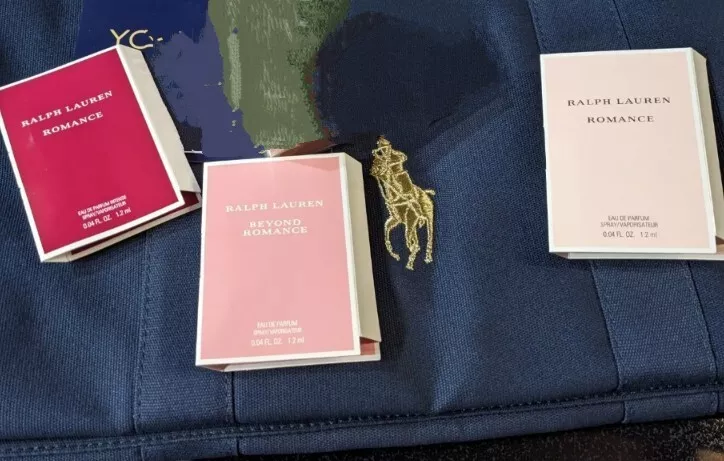 RALPH LAUREN
ROMANCE
EAU DE PARFUM INTENSE
SPRAY/VAPORISATEUR
0.04 FL. OZ. 1.2 ml
RALPH LAUREN
BEYOND
ROMANCE
EAU DE PARFUM
SPRAY/VAPORISATEUR
0.04 FL. OZ. 1.2 ml
RALPH LAUREN
ROMANCE
EAU DE PARFUM
SPRAY/VAPORISATEUR
0.04 FL. OZ. 1.2 ml